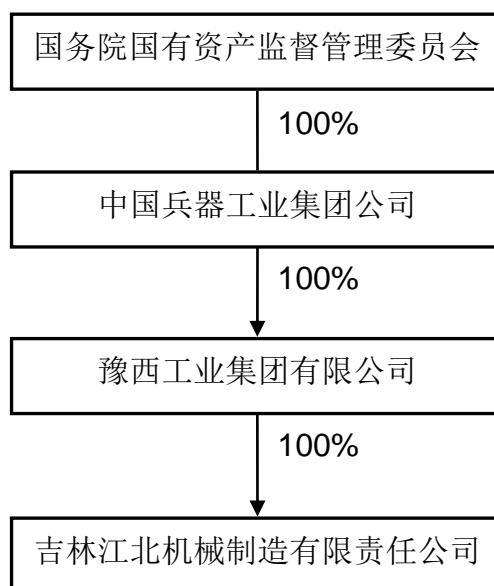 国务院国有资产监督管理委员会
100%
中国兵器工业集团公司
100%
豫西工业集团有限公司
100%
吉林江北机械制造有限责任公司